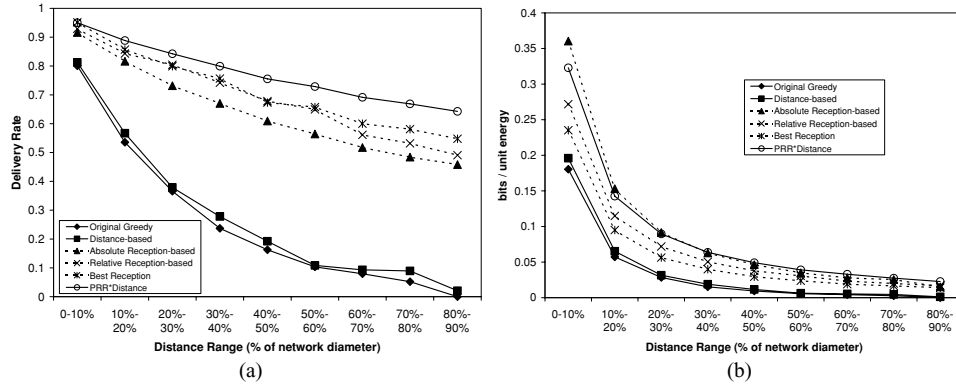 1
0.9
0.8
0.7
0.6
0.5
0.4
0.3
0.2
0.1
0
Delivery Rate
Original Greedy
Distance-based
Absolute Reception-based
Relative Reception-based
Best Reception
PRR*Distance
0-10% 10%-20% 20%-30% 30%-40% 40%-50% 50%-60% 60%-70% 70%-80% 80%-90%
Distance Range (% of network diameter)
(a)
0.4
0.35
0.3
0.25
0.2
0.15
0.1
0.05
0
bits / unit energy
Original Greedy
Distance-based
Absolute Reception-based
Relative Reception-based
Best Reception
PRR*Distance
0-10% 10%-20% 20%-30% 30%-40% 40%-50% 50%-60% 60%-70% 70%-80% 80%-90%
Distance Range (% of network diameter)
(b)